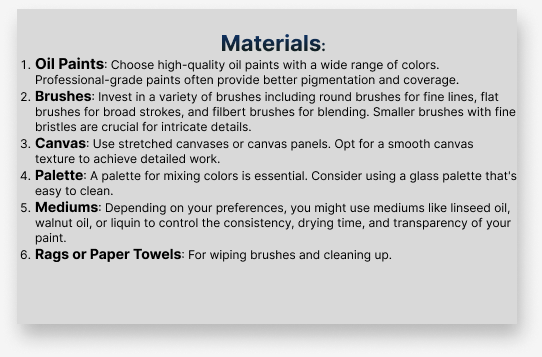 Materials:
1. Oil Paints: Choose high-quality oil paints with a wide range of colors.
Professional-grade paints often provide better pigmentation and coverage.
2. Brushes: Invest in a variety of brushes including round brushes for fine lines, flat
brushes for broad strokes, and filbert brushes for blending. Smaller brushes with fine
bristles are crucial for intricate details.
3. Canvas: Use stretched canvases or canvas panels. Opt for a smooth canvas
texture to achieve detailed work.
4. Palette: A palette for mixing colors is essential. Consider using a glass palette that's
easy to clean.
5. Mediums: Depending on your preferences, you might use mediums like linseed oil,
walnut oil, or liquin to control the consistency, drying time, and transparency of your
paint.
6. Rags or Paper Towels: For wiping brushes and cleaning up.